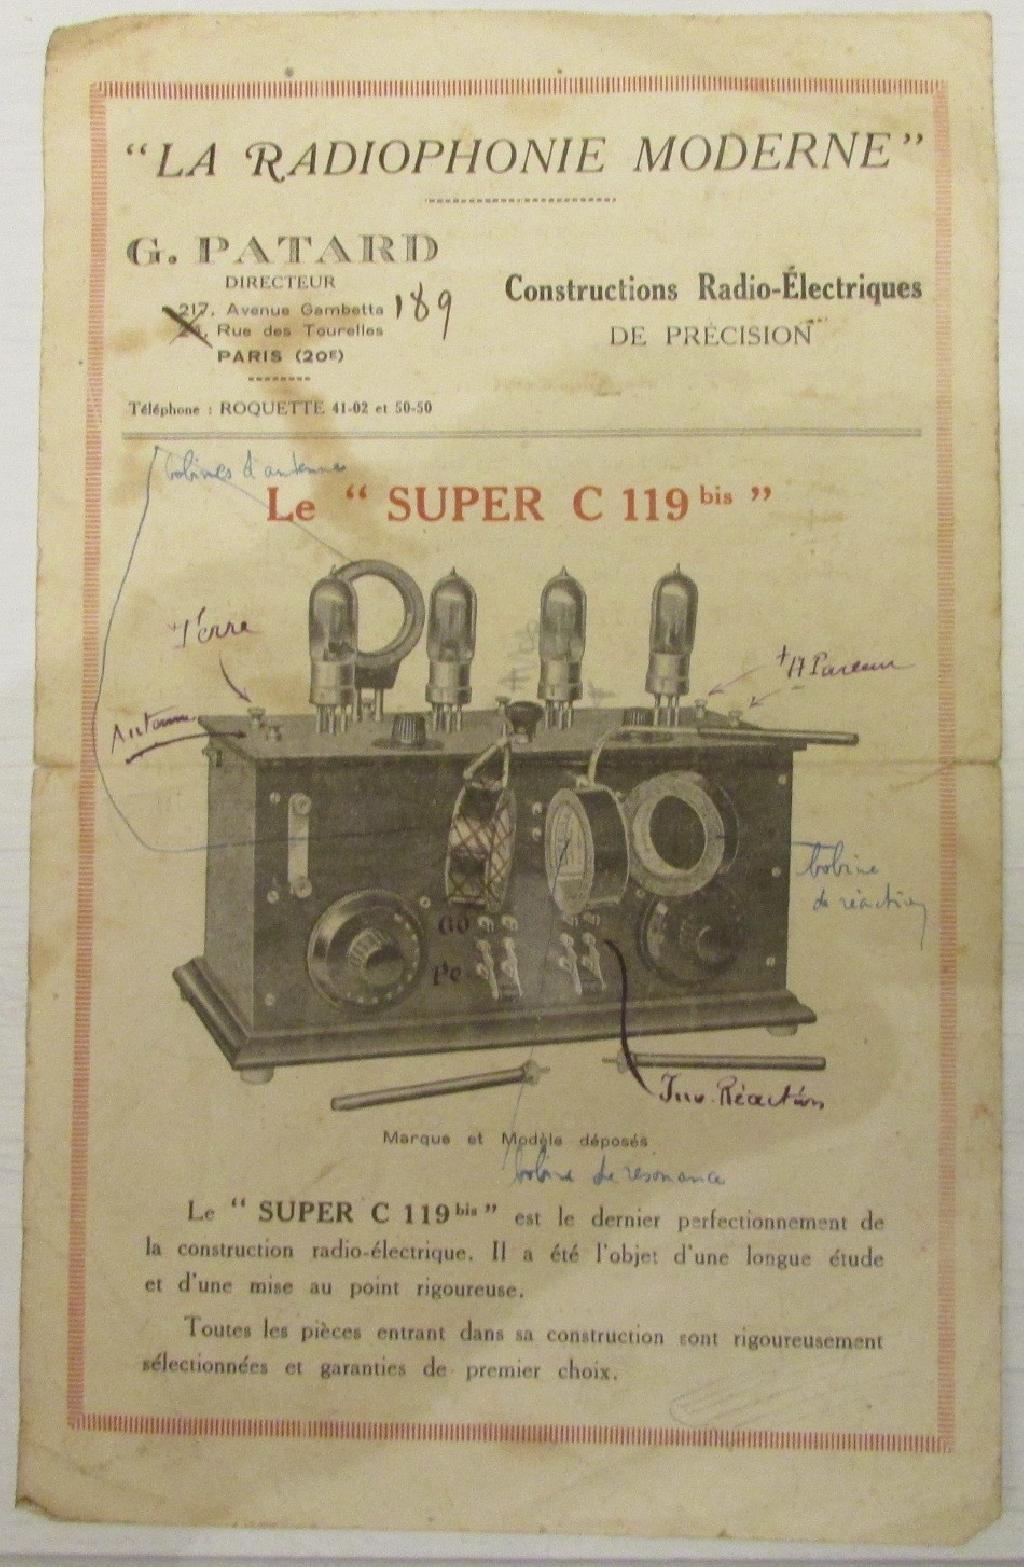 “LA RADIOPHONIE MODERNE”
G. PATARD
DIRECTEUR
217, Avenue Gambetta 189
, Rue des Tourelles
PARIS (20E)
Téléphone : ROQUETTE 41-02 et 50-50
Constructions Radio-Électriques
DE PRÉCISION
bobines d'antenne
Le “ SUPER C 119 bis ”
Terre
Antenne
bobine
de réaction
GO
PO
Inv. Réaction
Marque et Modèle déposés
bobine de résonance
Le “ SUPER C 119 bis ” est le dernier perfectionnement de
la construction radio-électrique. Il a été l'objet d'une longue étude
et d'une mise au point rigoureuse.
Toutes les pièces entrant dans sa construction sont rigoureusement
sélectionnées et garanties de premier choix.